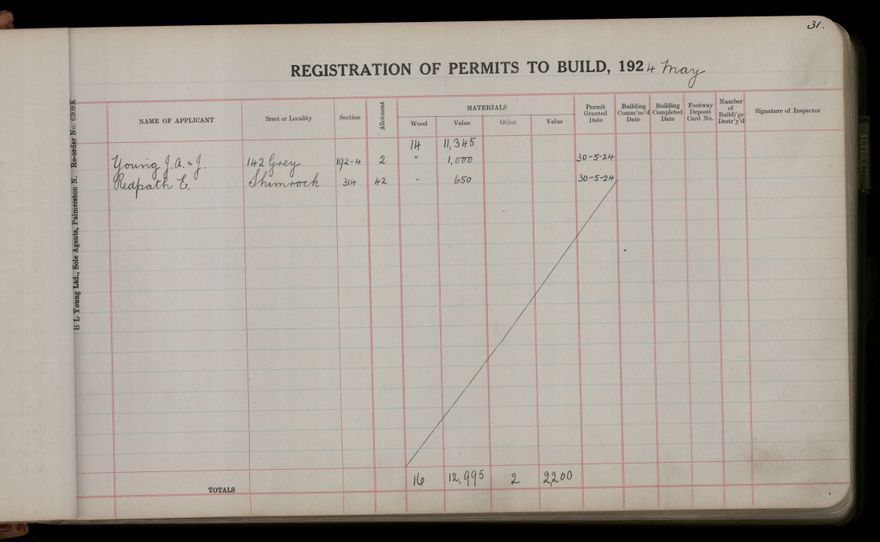 31.
REGISTRATION OF PERMITS TO BUILD, 1924 May
NAME OF APPLICANT Street or Locality Section Allotment MATERIALS Wood Value Other Value Permit Granted Date Building Comm'nc'd Date Building Completed Date Footway Deposit Card No. Number of Buildi'gs Destr'y'd Signature of Inspector
14 11,345
Young J. A. & J. 142 Grey 192-4 2 " 1,000 30-5-24
Redpath E. Shamrock 314 42 " 650 30-5-24
TOTALS 16 12,995 2 2200
H L Young Ltd., Sole Agents, Palmerston N. Re-order No. 6309K